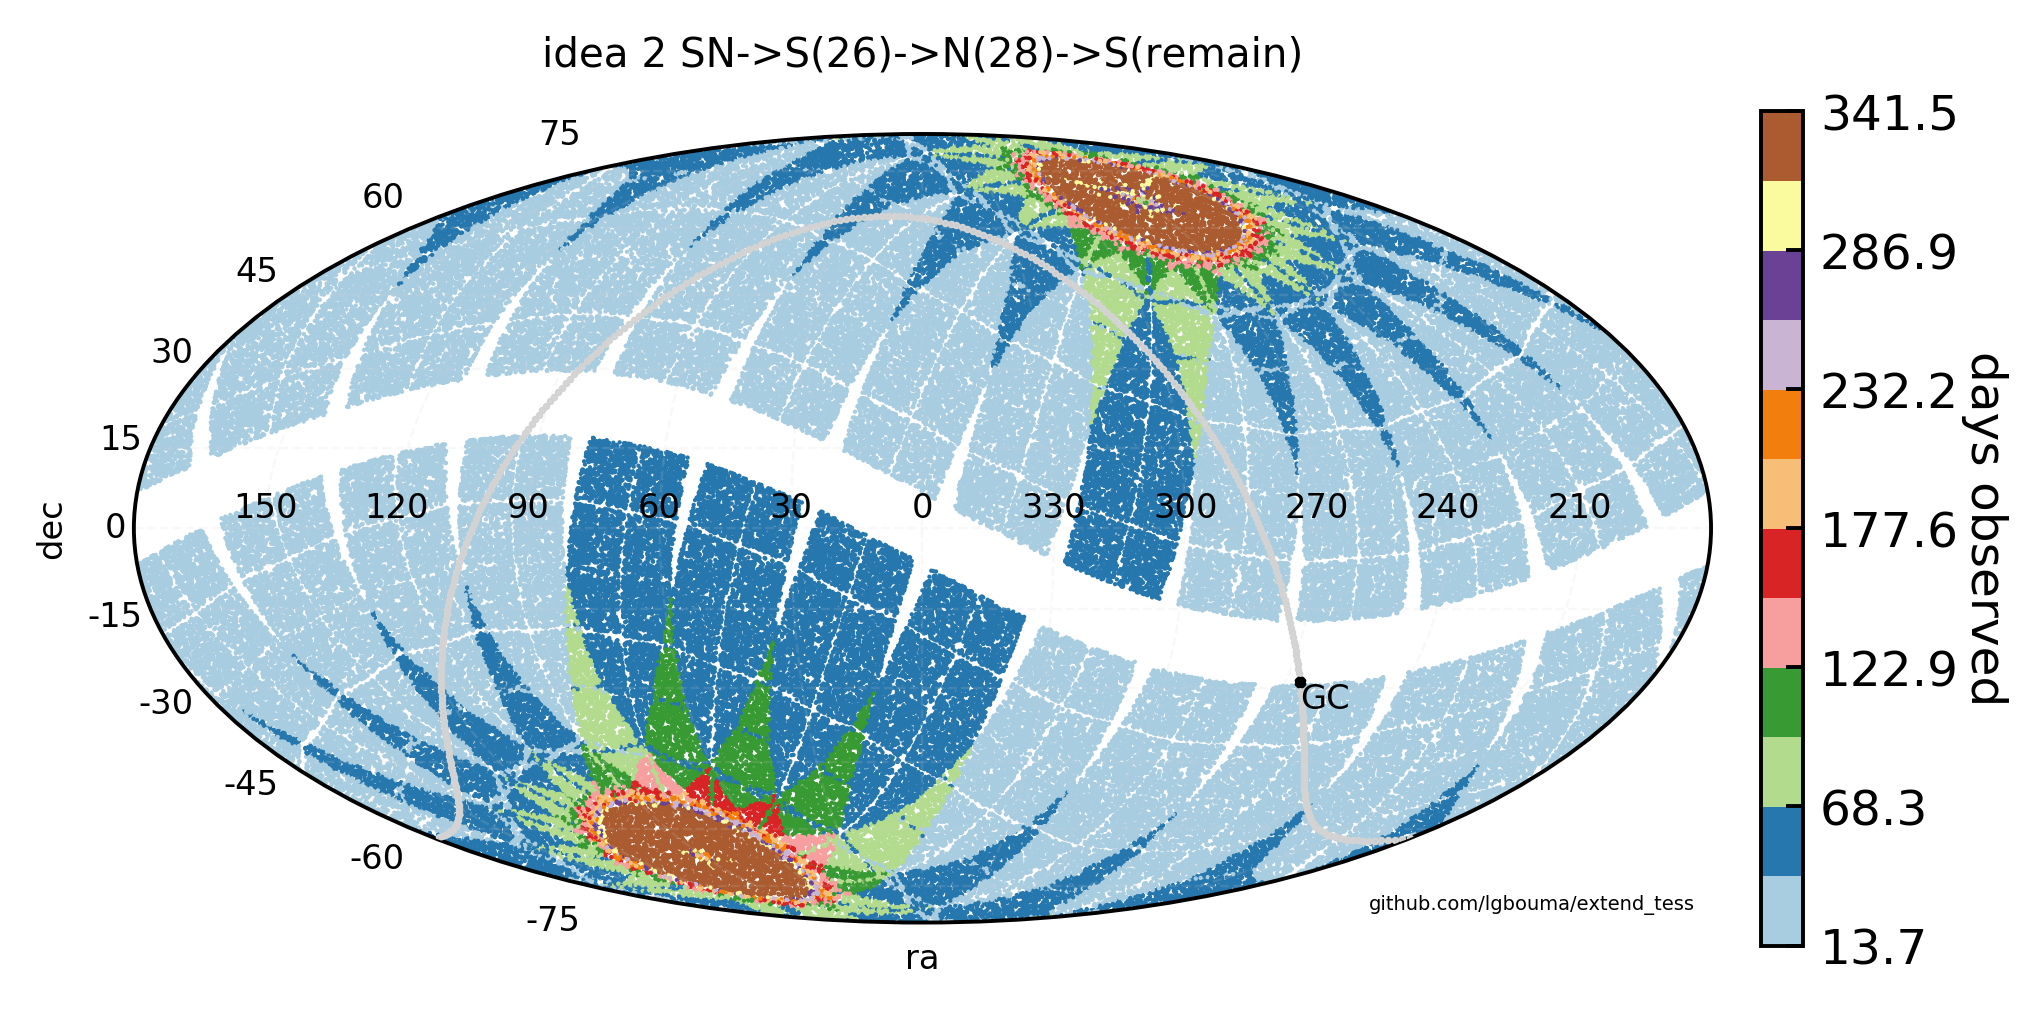 idea 2 SN->S(26)->N(28)->S(remain)
75
60
45
30
15
0
-15
-30
-45
-60
-75
dec
150 120 90 60 30 0 330 300 270 240 210
GC
github.com/lgbouma/extend_tess
ra
341.5
286.9
232.2
177.6
122.9
68.3
13.7
days observed